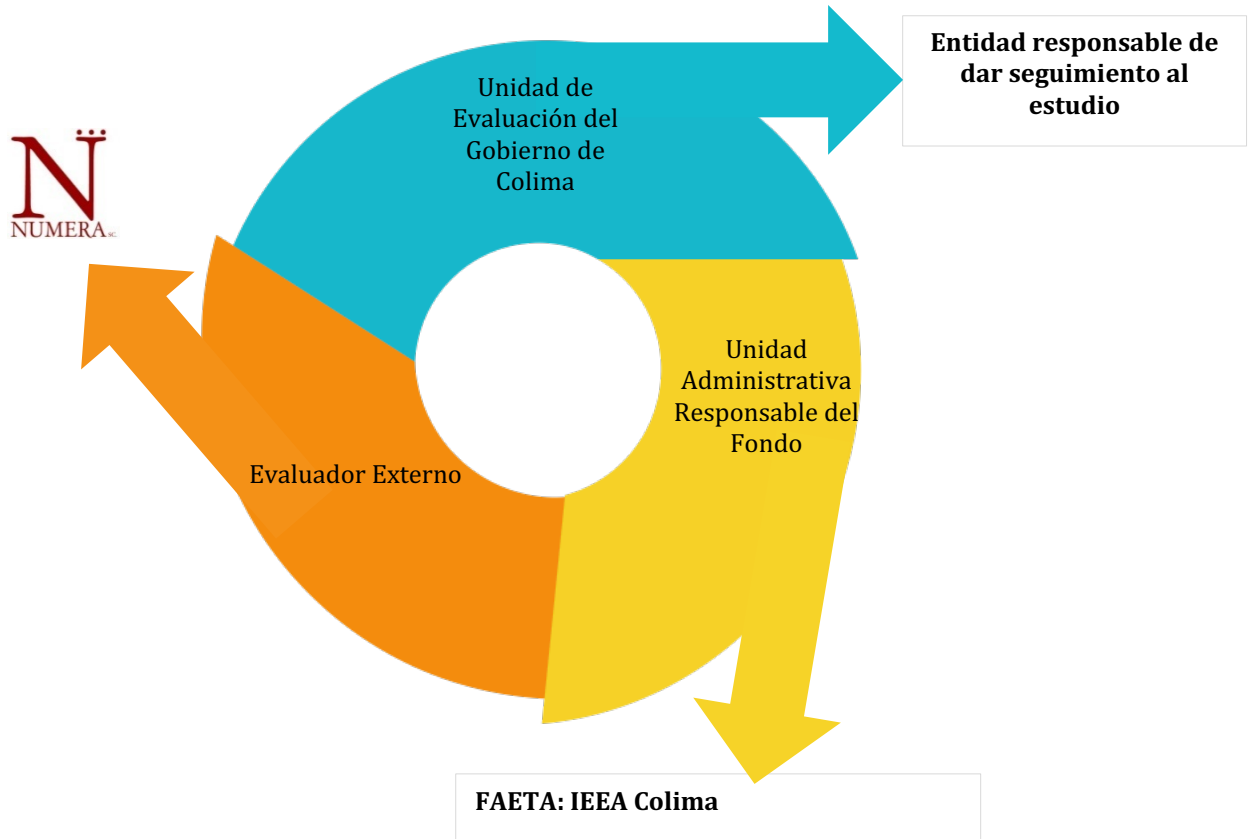 Entidad responsable de
dar seguimiento al
estudio
Unidad de
Evaluación del
Gobierno de
Colima
N
NUMERA S.C.
Unidad
Administrativa
Responsable del
Fondo
Evaluador Externo
FAETA: IEEA Colima